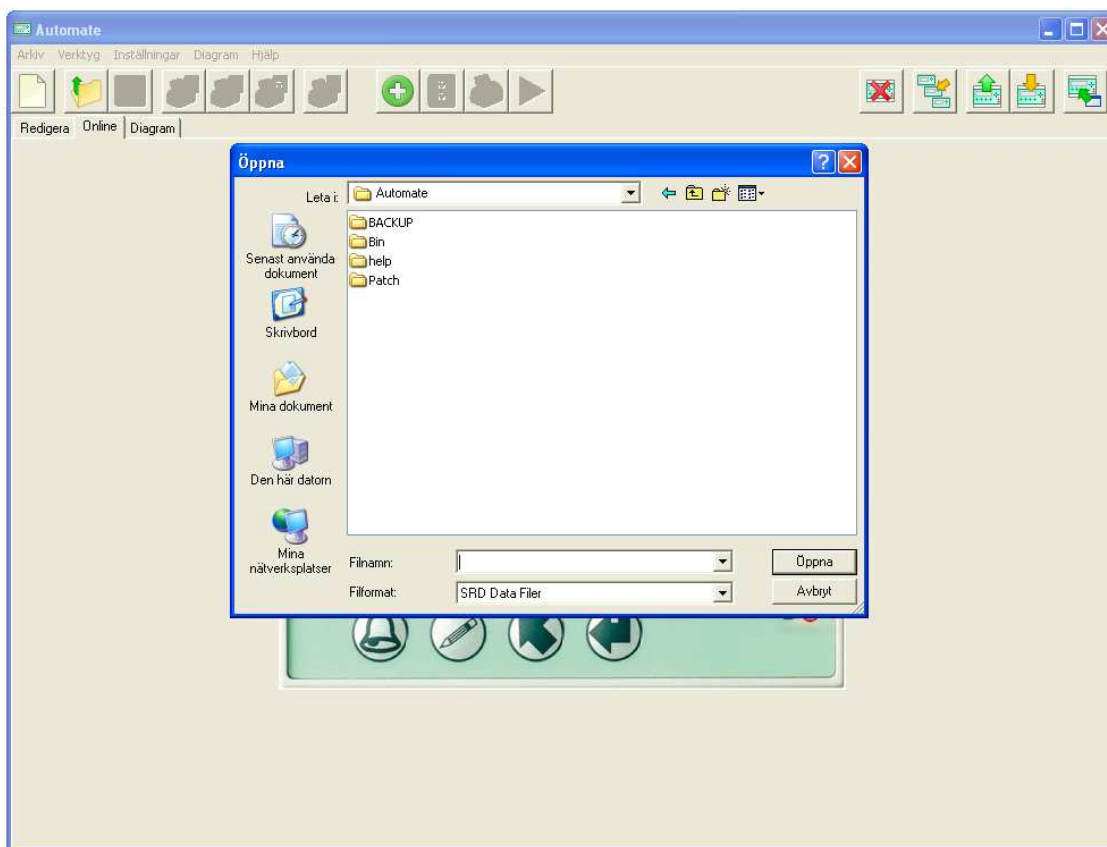 Automate
Arkiv Verktyg Inställningar Diagram Hjälp
Redigera Online Diagram
Öppna
Leta i: Automate
BACKUP
Bin
help
Patch
Senast använda
dokument
Skrivbord
Mina dokument
Den här datorn
Mina
nätverksplatser
Filnamn:
Öppna
Filformat: SRD Data Filer
Avbryt